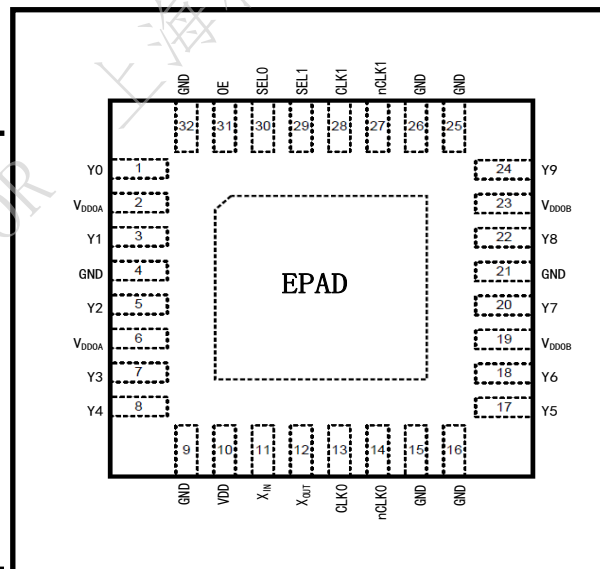 上海
OR
GND OE SEL0 SEL1 CLK1 nCLK1 GND GND
32 31 30 29 28 27 26 25
Y0 1 24 Y9
VDDOA 2 23 VDDOB
Y1 3 22 Y8
GND 4 21 GND
EPAD
Y2 5 20 Y7
VDDOA 6 19 VDDOB
Y3 7 18 Y6
Y4 8 17 Y5
9 10 11 12 13 14 15 16
GND VDD XIN XOUT CLK0 nCLK0 GND GND